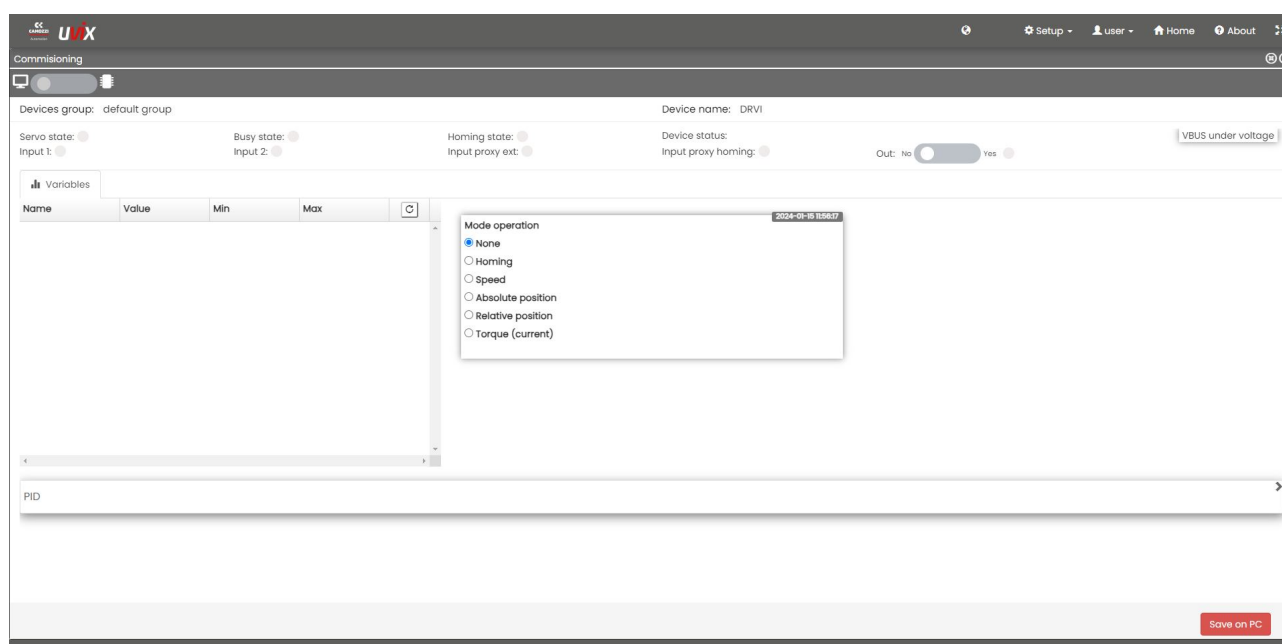 CAMOZZI
UVIX
Setup
user
Home
About
Commisioning
Devices group: default group
Device name: DRVI
Servo state:
Busy state:
Homing state:
Device status:
VBUS under voltage
Input 1:
Input 2:
Input proxy ext:
Input proxy homing:
Out: No Yes
Variables
Name Value Min Max
2024-01-15 11:56:17
Mode operation
None
Homing
Speed
Absolute position
Relative position
Torque (current)
PID
Save on PC